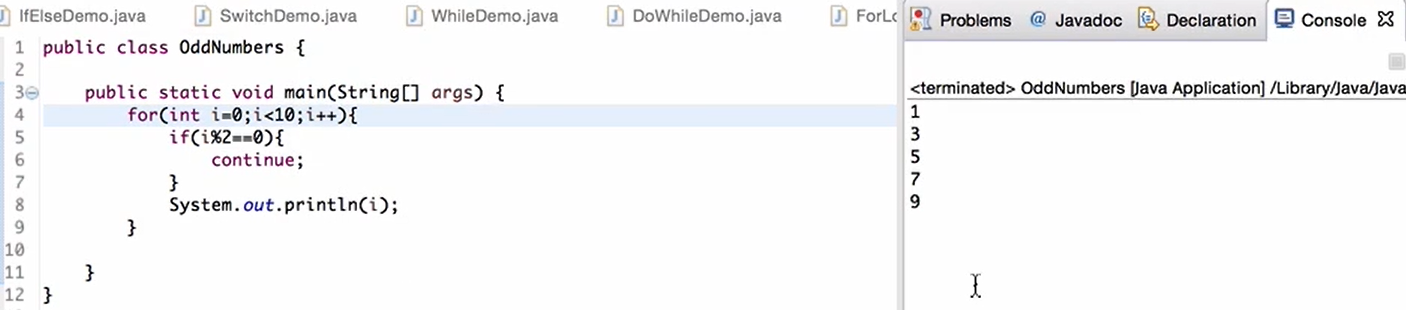 IfElseDemo.java SwitchDemo.java WhileDemo.java DoWhileDemo.java ForLo
1 public class OddNumbers {
2
3 public static void main(String[] args) {
4 for(int i=0;i<10;i++){
5 if(i%2==0){
6 continue;
7 }
8 System.out.println(i);
9 }
10
11 }
12 }
Problems @ Javadoc Declaration Console
<terminated> OddNumbers [Java Application] /Library/Java/Java
1
3
5
7
9